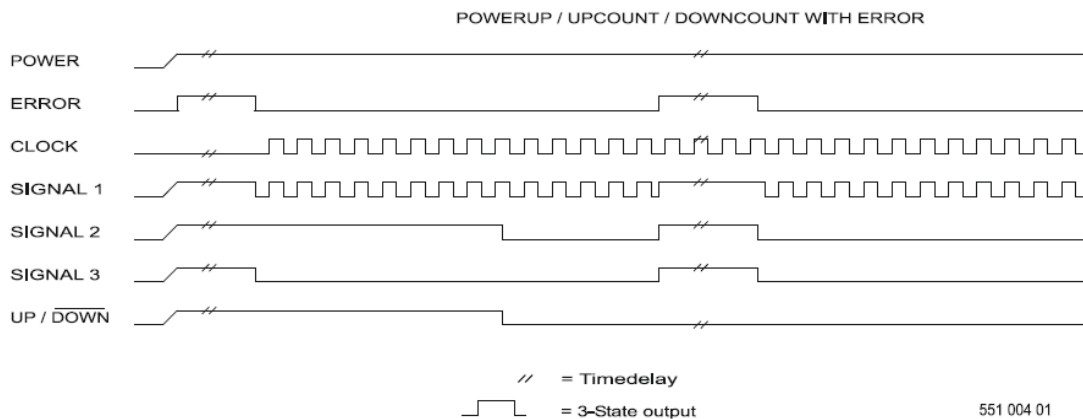 POWERUP / UPCOUNT / DOWNCOUNT WITH ERROR
POWER
ERROR
CLOCK
SIGNAL 1
SIGNAL 2
SIGNAL 3
UP / DOWN
// = Timedelay
= 3-State output
551 004 01